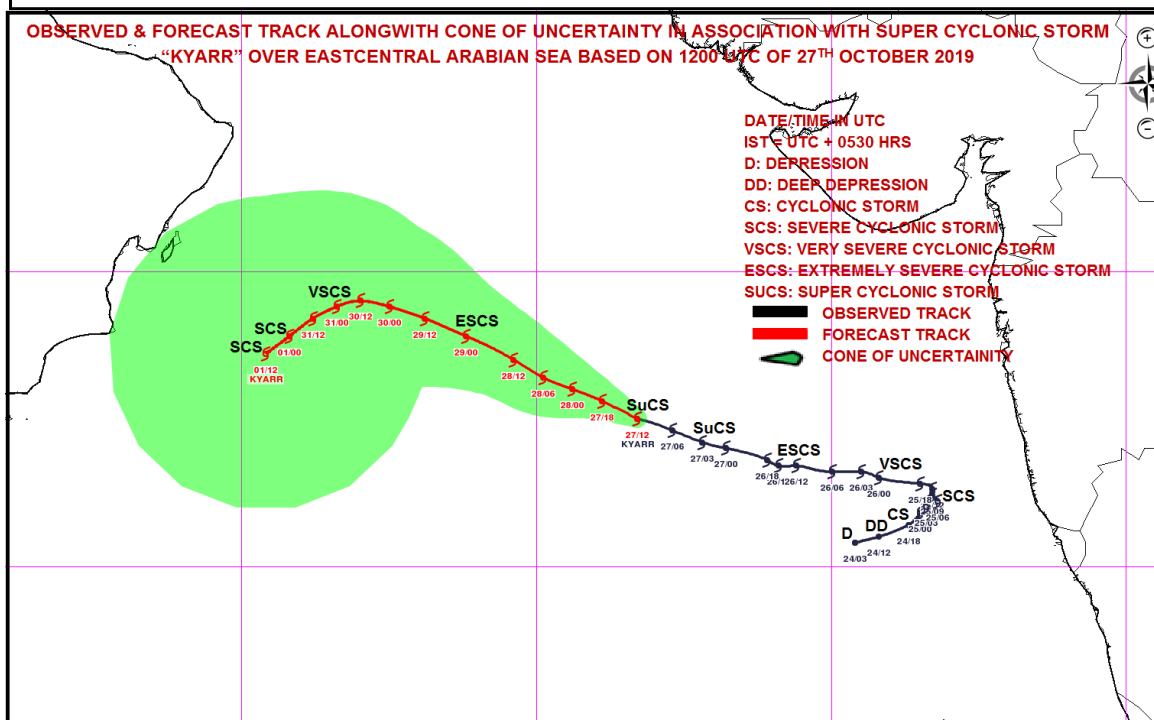 OBSERVED & FORECAST TRACK ALONGWITH CONE OF UNCERTAINTY IN ASSOCIATION WITH SUPER CYCLONIC STORM
“KYARR” OVER EASTCENTRAL ARABIAN SEA BASED ON 1200 UTC OF 27TH OCTOBER 2019
DATE/TIME IN UTC
IST = UTC + 0530 HRS
D: DEPRESSION
DD: DEEP DEPRESSION
CS: CYCLONIC STORM
SCS: SEVERE CYCLONIC STORM
VSCS: VERY SEVERE CYCLONIC STORM
ESCS: EXTREMELY SEVERE CYCLONIC STORM
SUCS: SUPER CYCLONIC STORM
OBSERVED TRACK
FORECAST TRACK
CONE OF UNCERTAINITY
VSCS
SCS
SCS
ESCS
01/12
KYARR
01/00
31/12
31/00
30/12
30/00
29/12
29/00
28/12
28/06
28/00
27/18
SuCS
27/12
KYARR
27/06
SuCS
27/03
27/00
ESCS
26/18
26/12
26/06
26/03
VSCS
26/00
25/18
SCS
25/09
25/06
25/03
25/00
CS
24/18
DD
24/12
D
24/03